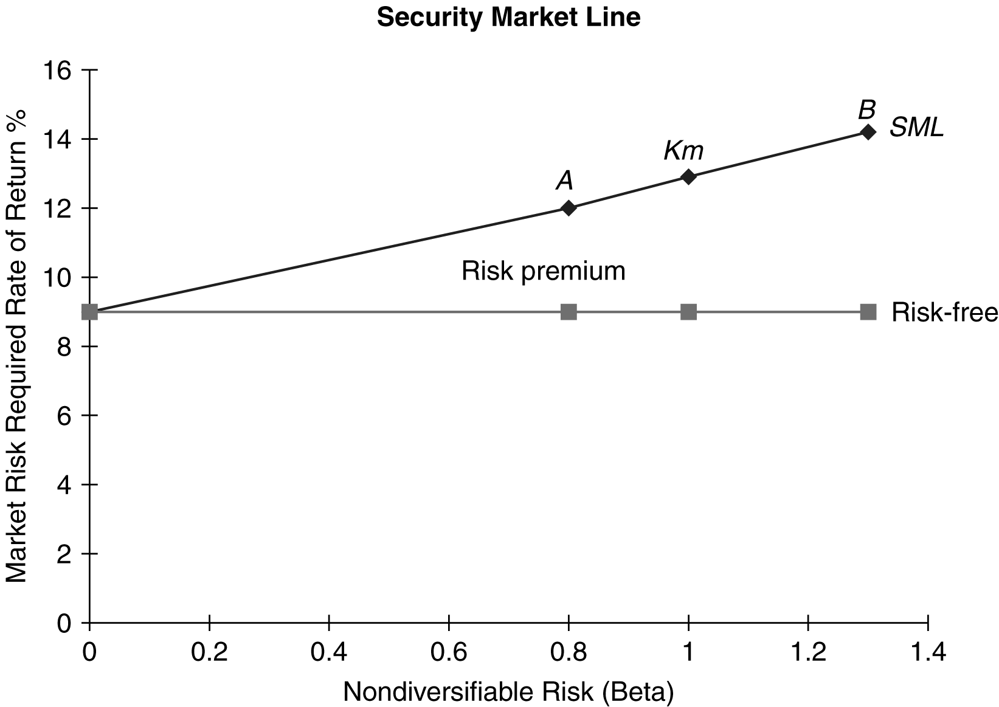 Security Market Line
Market Risk Required Rate of Return %
16
14
12
10
8
6
4
2
0
B
SML
Km
A
Risk premium
Risk-free
0 0.2 0.4 0.6 0.8 1 1.2 1.4
Nondiversifiable Risk (Beta)